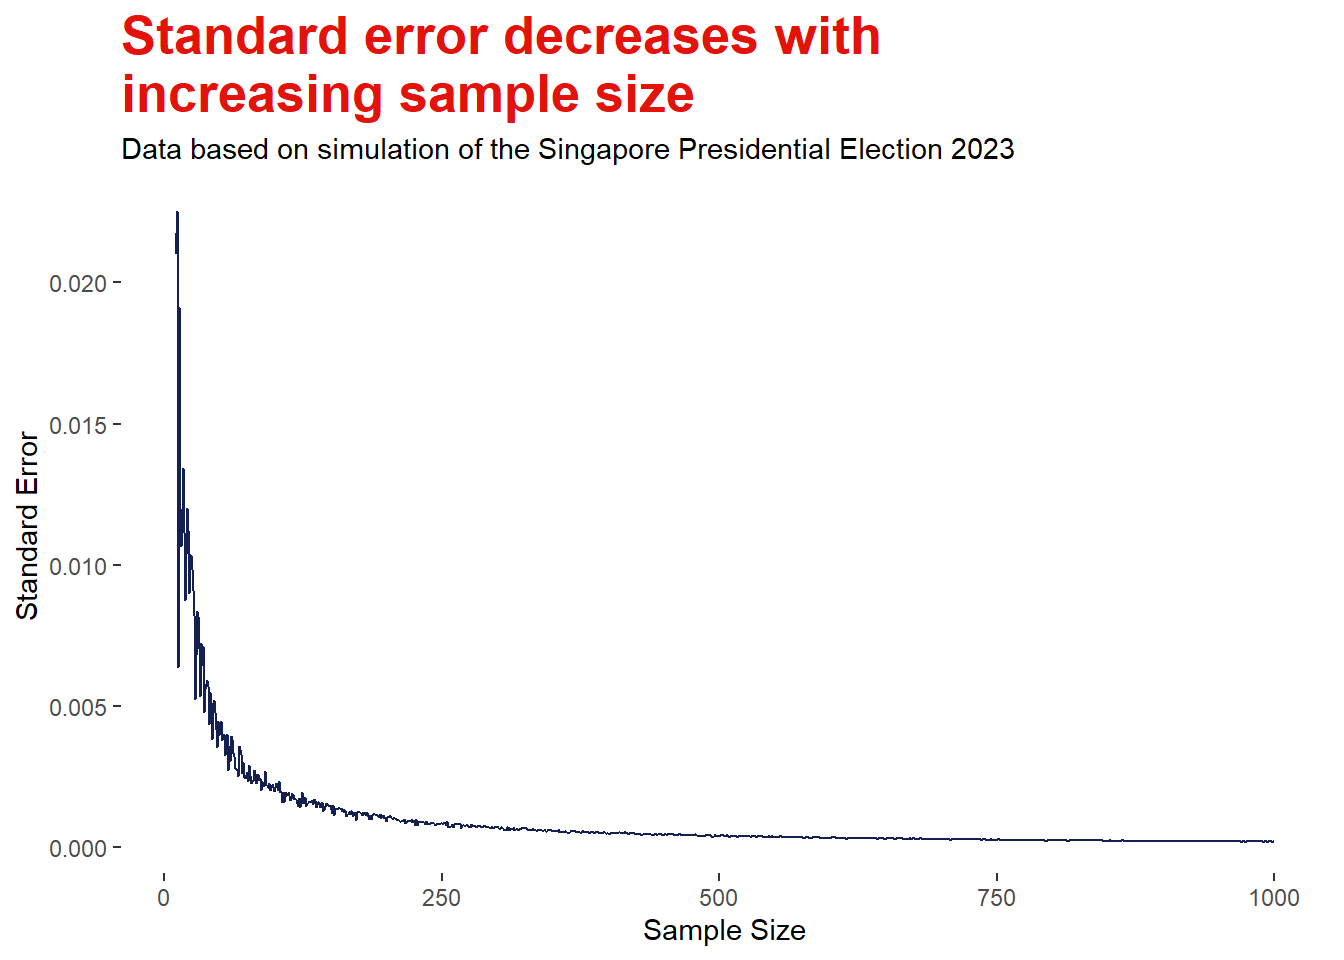 Standard error decreases with
increasing sample size
Data based on simulation of the Singapore Presidential Election 2023
0.020
0.015
0.010
0.005
0.000
Standard Error
0 250 500 750 1000
Sample Size